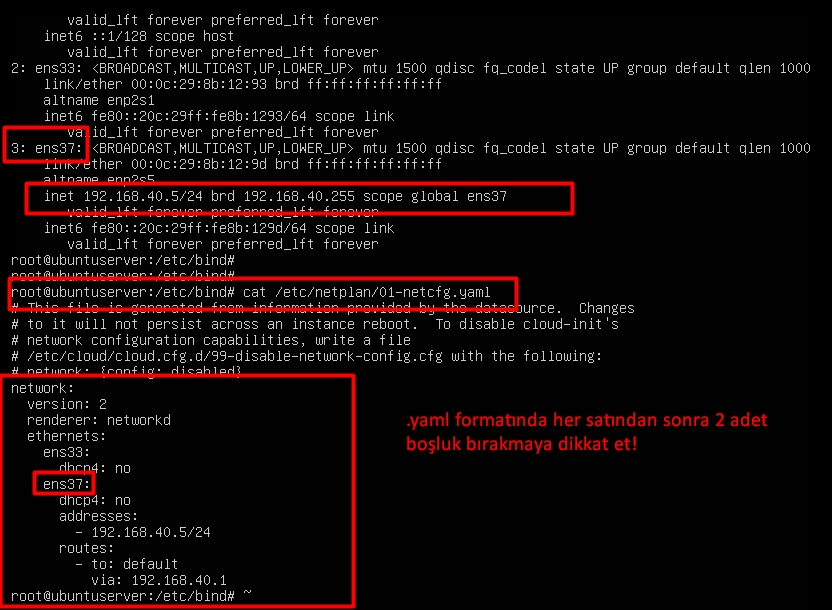 valid_lft forever preferred_lft forever
inet6 ::1/128 scope host
valid_lft forever preferred_lft forever
2: ens33: <BROADCAST,MULTICAST,UP,LOWER_UP> mtu 1500 qdisc fq_codel state UP group default qlen 1000
link/ether 00:0c:29:8b:12:93 brd ff:ff:ff:ff:ff:ff
altname enp2s1
inet6 fe80::20c:29ff:fe8b:1293/64 scope link
valid_lft forever preferred_lft forever
3: ens37: <BROADCAST,MULTICAST,UP,LOWER_UP> mtu 1500 qdisc fq_codel state UP group default qlen 1000
link/ether 00:0c:29:8b:12:9d brd ff:ff:ff:ff:ff:ff
altname enp2s5
inet 192.168.40.5/24 brd 192.168.40.255 scope global ens37
valid_lft forever preferred_lft forever
inet6 fe80::20c:29ff:fe8b:129d/64 scope link
valid_lft forever preferred_lft forever
root@ubuntuserver:/etc/bind#
root@ubuntuserver:/etc/bind#
root@ubuntuserver:/etc/bind# cat /etc/netplan/01-netcfg.yaml
# This file is generated from information provided by the datasource.  Changes
# to it will not persist across an instance reboot.  To disable cloud-init's
# network configuration capabilities, write a file
# /etc/cloud/cloud.cfg.d/99-disable-network-config.cfg with the following:
# network: {config: disabled}
network:
version: 2
renderer: networkd
ethernets:
ens33:
dhcp4: no
ens37:
dhcp4: no
addresses:
- 192.168.40.5/24
routes:
- to: default
via: 192.168.40.1
root@ubuntuserver:/etc/bind# ~
.yaml formatında her satından sonra 2 adet
boşluk bırakmaya dikkat et!